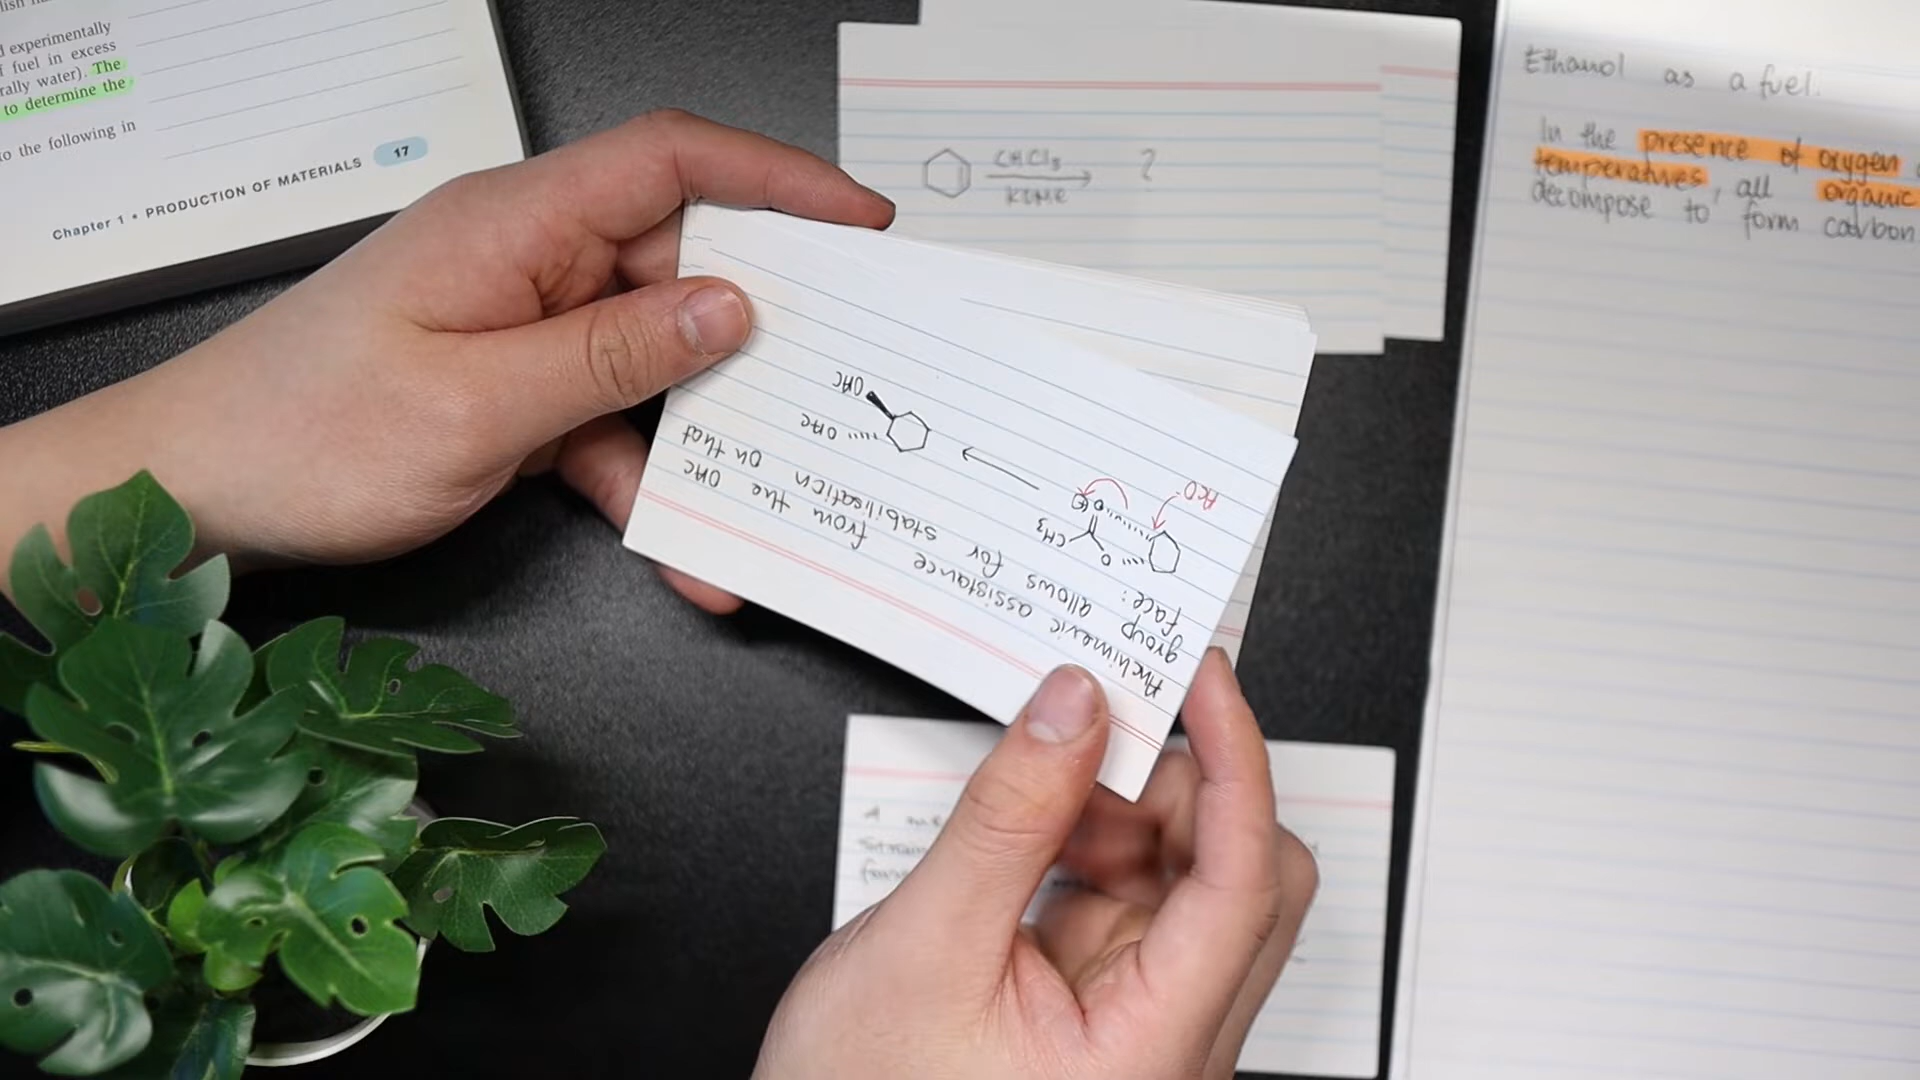 d experimentally
f fuel in excess
rally water). The
to determine the
to the following in
Chapter 1 • PRODUCTION OF MATERIALS 17
CHCl3
KOMe
?
Ethanol as a fuel.
In the presence of oxygen
temperatures, all organic
decompose to form carbon
Anchimeric assistance from the OAc
group allows for stabilisation on that
face:
O
CH3
O
AcO-
OAc
OAc
A